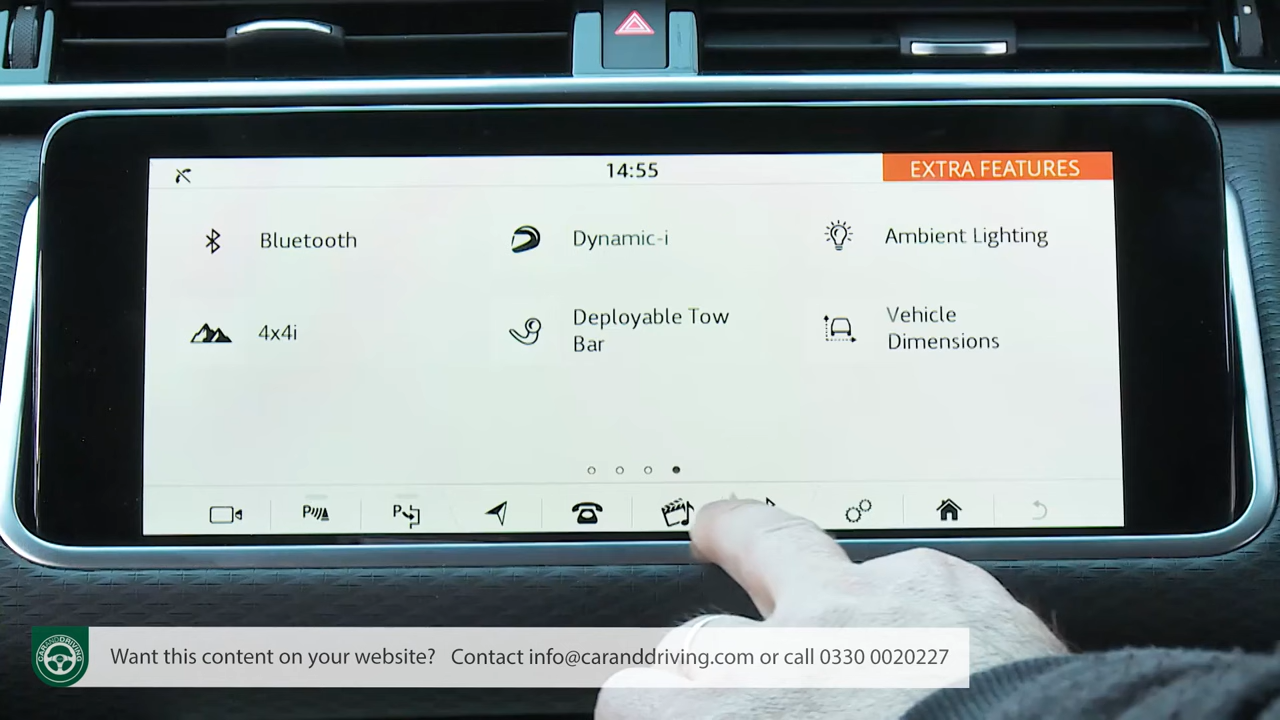 14:55
EXTRA FEATURES
Bluetooth
Dynamic-i
Ambient Lighting
4x4i
Deployable Tow
Bar
Vehicle
Dimensions
P
P
CARANDDRIVING
Want this content on your website? Contact info@caranddriving.com or call 0330 0020227